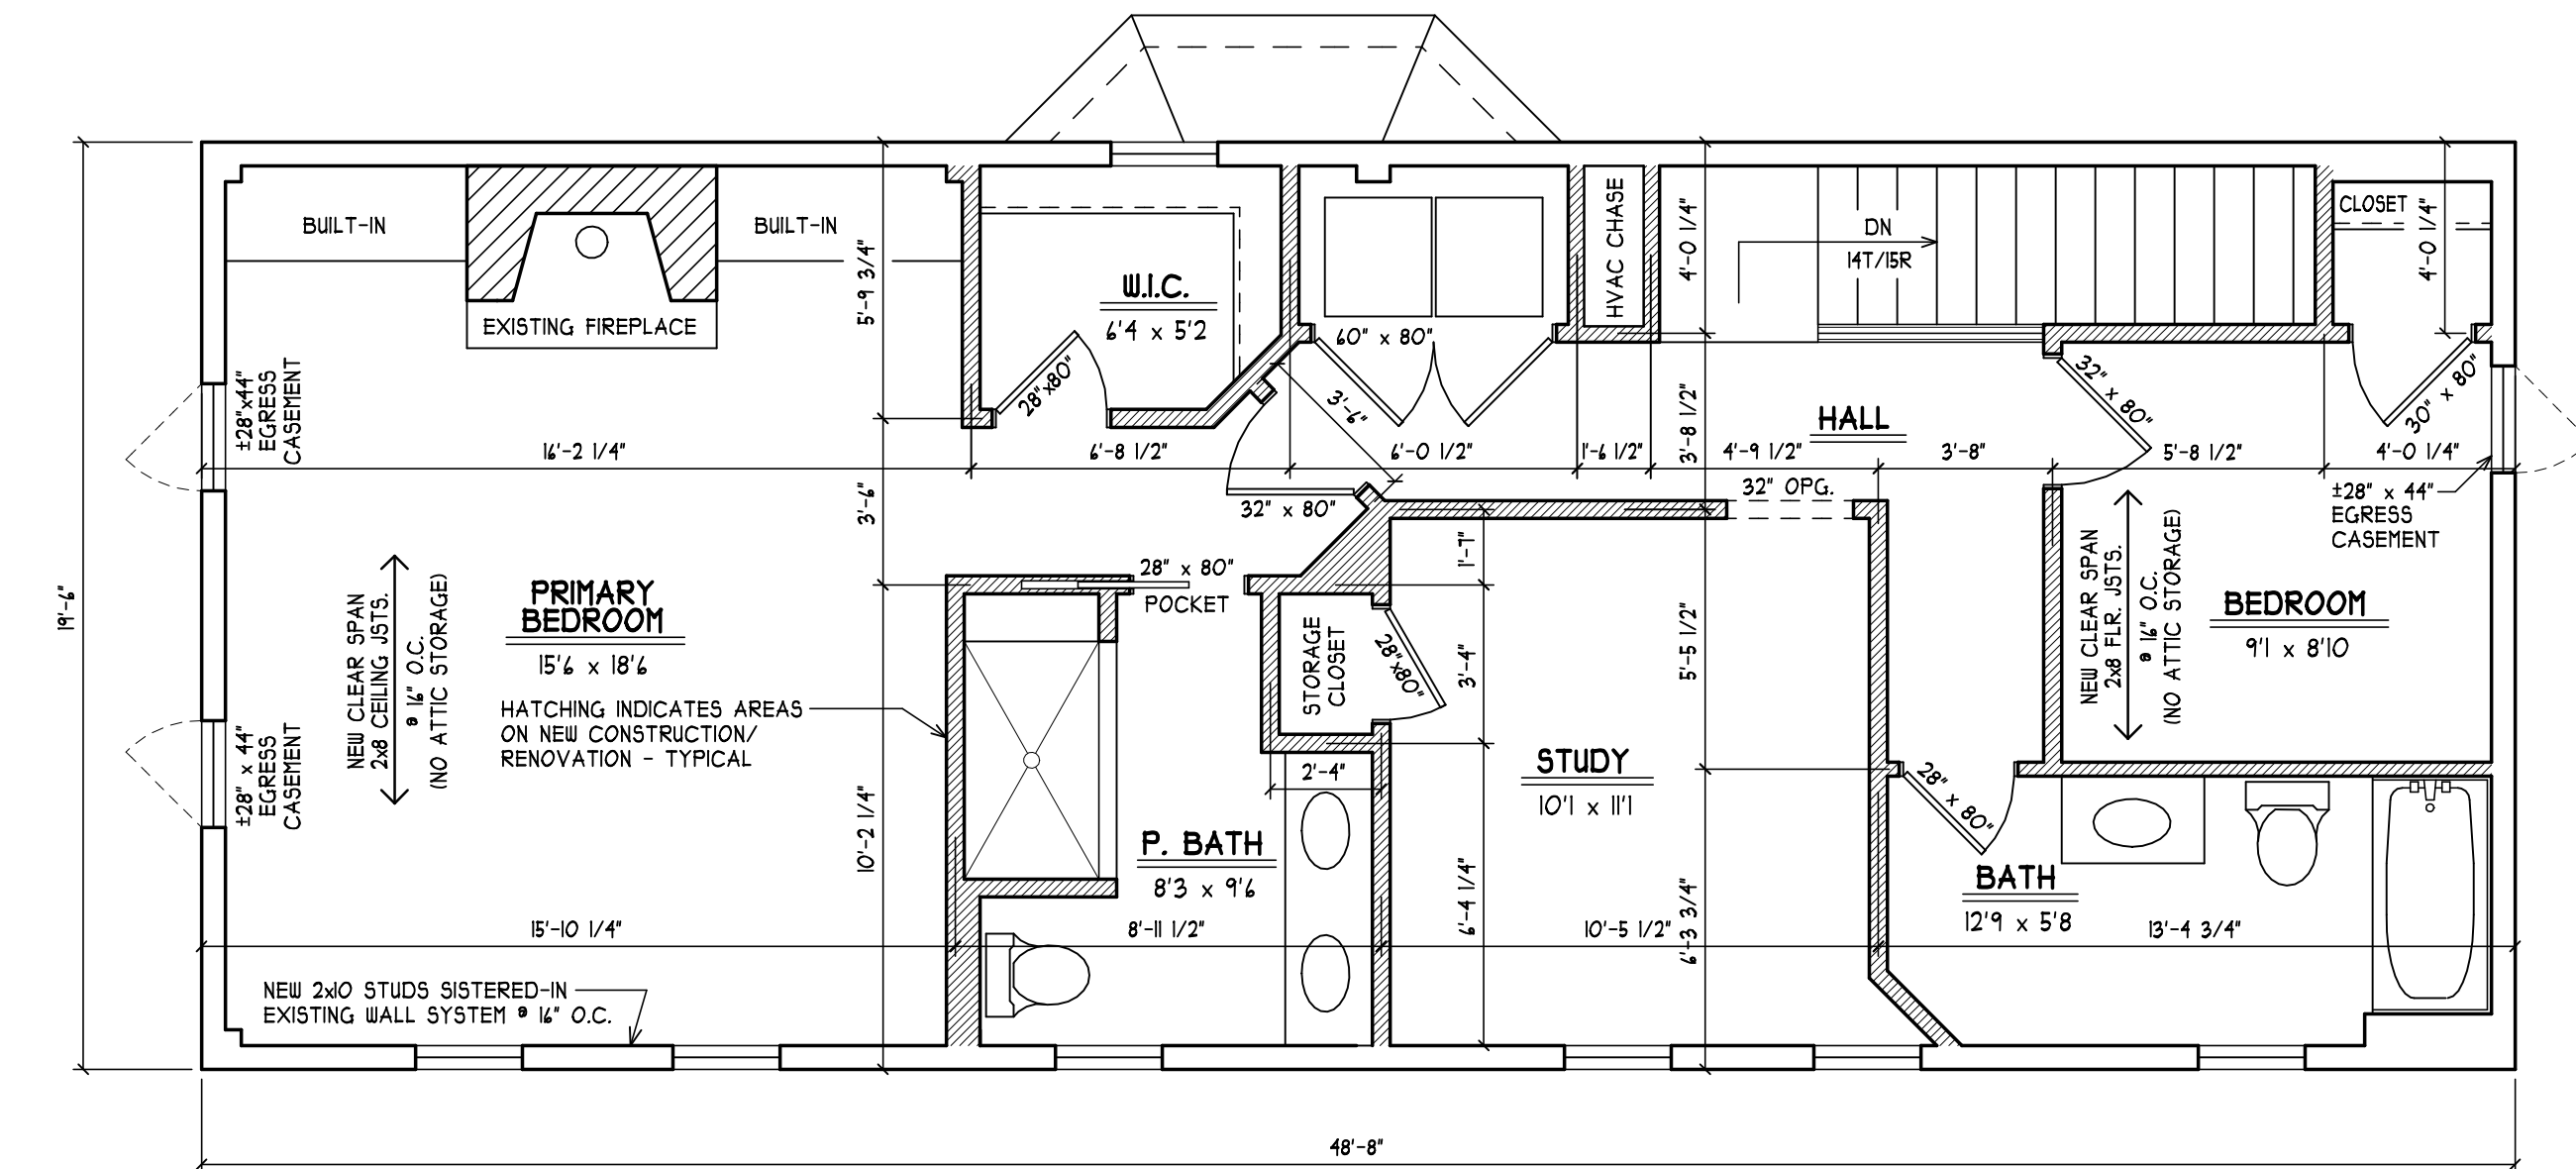 BUILT-IN
BUILT-IN
EXISTING FIREPLACE
W.I.C.
6'4 x 5'2
28"x80"
5'-9 3/4"
60" x 80"
HVAC CHASE
4'-0 1/4"
DN
14T/15R
CLOSET
4'-0 1/4"
±28"x44"
EGRESS
CASEMENT
3'-6"
3'-8 1/2"
HALL
32" x 80"
30" x 80"
16'-2 1/4"
6'-8 1/2"
6'-0 1/2"
1'-6 1/2"
4'-9 1/2"
3'-8"
5'-8 1/2"
4'-0 1/4"
3'-6"
32" x 80"
32" OPG.
±28" x 44"
EGRESS
CASEMENT
19'-6"
NEW CLEAR SPAN
2x8 CEILING JSTS.
@ 16" O.C.
(NO ATTIC STORAGE)
PRIMARY
BEDROOM
15'6 x 18'6
28" x 80"
POCKET
1'-7"
STORAGE
CLOSET
28"x80"
3'-4"
5'-5 1/2"
NEW CLEAR SPAN
2x8 FLR. JSTS.
@ 16" O.C.
(NO ATTIC STORAGE)
BEDROOM
9'1 x 8'10
HATCHING INDICATES AREAS
ON NEW CONSTRUCTION/
RENOVATION - TYPICAL
±28" x 44"
EGRESS
CASEMENT
2'-4"
STUDY
10'1 x 11'1
28" x 80"
10'-2 1/4"
P. BATH
8'3 x 9'6
6'-4 1/4"
BATH
12'9 x 5'8
15'-10 1/4"
8'-11 1/2"
10'-5 1/2"
6'-3 3/4"
13'-4 3/4"
NEW 2x10 STUDS SISTERED-IN
EXISTING WALL SYSTEM @ 16" O.C.
48'-8"